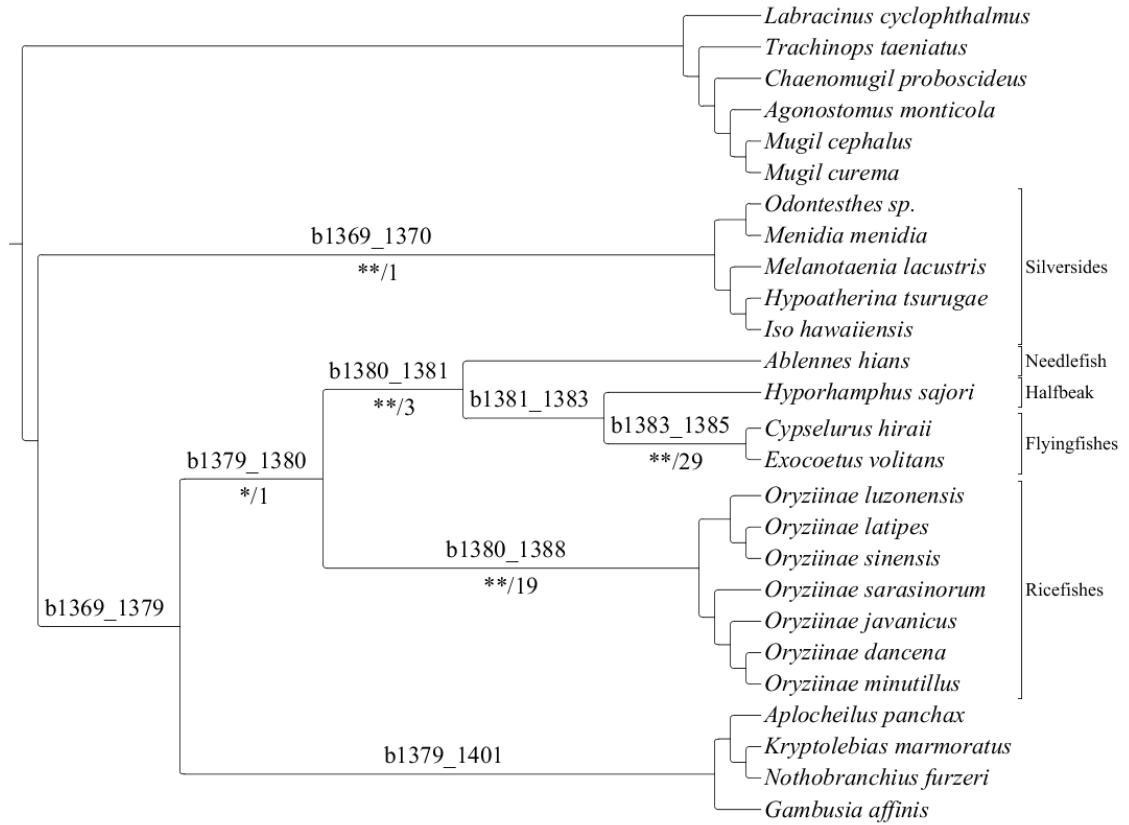 Labracinus cyclophthalmus
Trachinops taeniatus
Chaenomugil proboscideus
Agonostomus monticola
Mugil cephalus
Mugil curema
Odontesthes sp.
b1369_1370
Menidia menidia
**/1
Melanotaenia lacustris
Silversides
Hypoatherina tsurugae
Iso hawaiiensis
b1380_1381
Ablennes hians
Needlefish
**/3
b1381_1383
Hyporhamphus sajori
Halfbeak
b1383_1385
Cypselurus hiraii
Flyingfishes
b1379_1380
**/29
Exocoetus volitans
*/1
Oryziinae luzonensis
Oryziinae latipes
b1380_1388
Oryziinae sinensis
**/19
Oryziinae sarasinorum
Ricefishes
b1369_1379
Oryziinae javanicus
Oryziinae dancena
Oryziinae minutillus
Aplocheilus panchax
b1379_1401
Kryptolebias marmoratus
Nothobranchius furzeri
Gambusia affinis